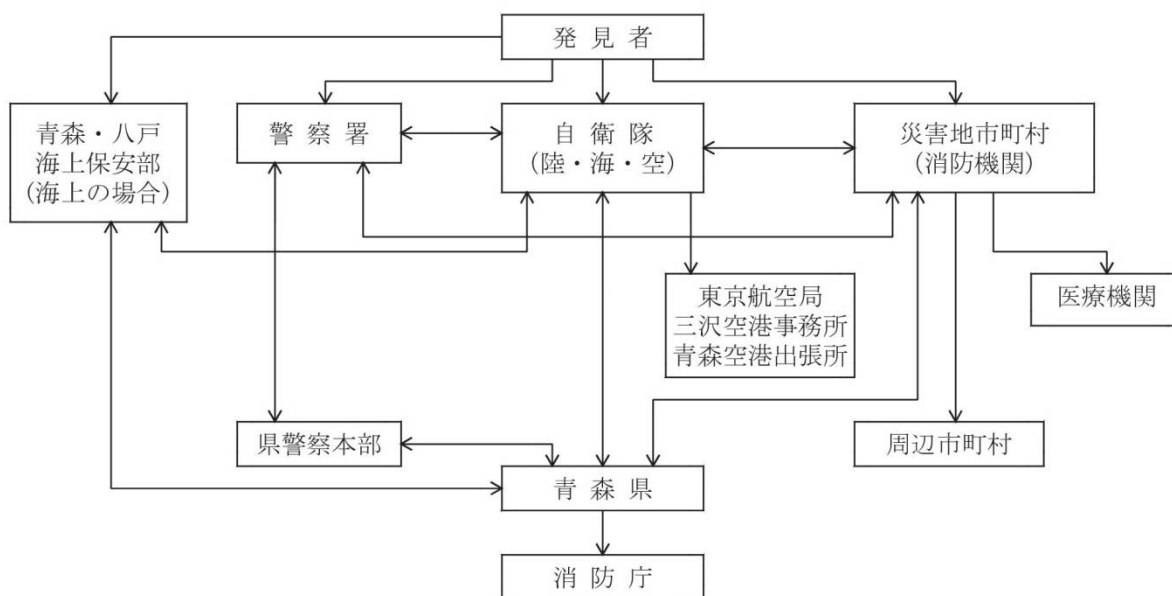 発見者
青森・八戸
海上保安部
(海上の場合)
警察署
自衛隊
(陸・海・空)
災害地市町村
(消防機関)
東京航空局
三沢空港事務所
青森空港出張所
医療機関
県警察本部
周辺市町村
青森県
消防庁